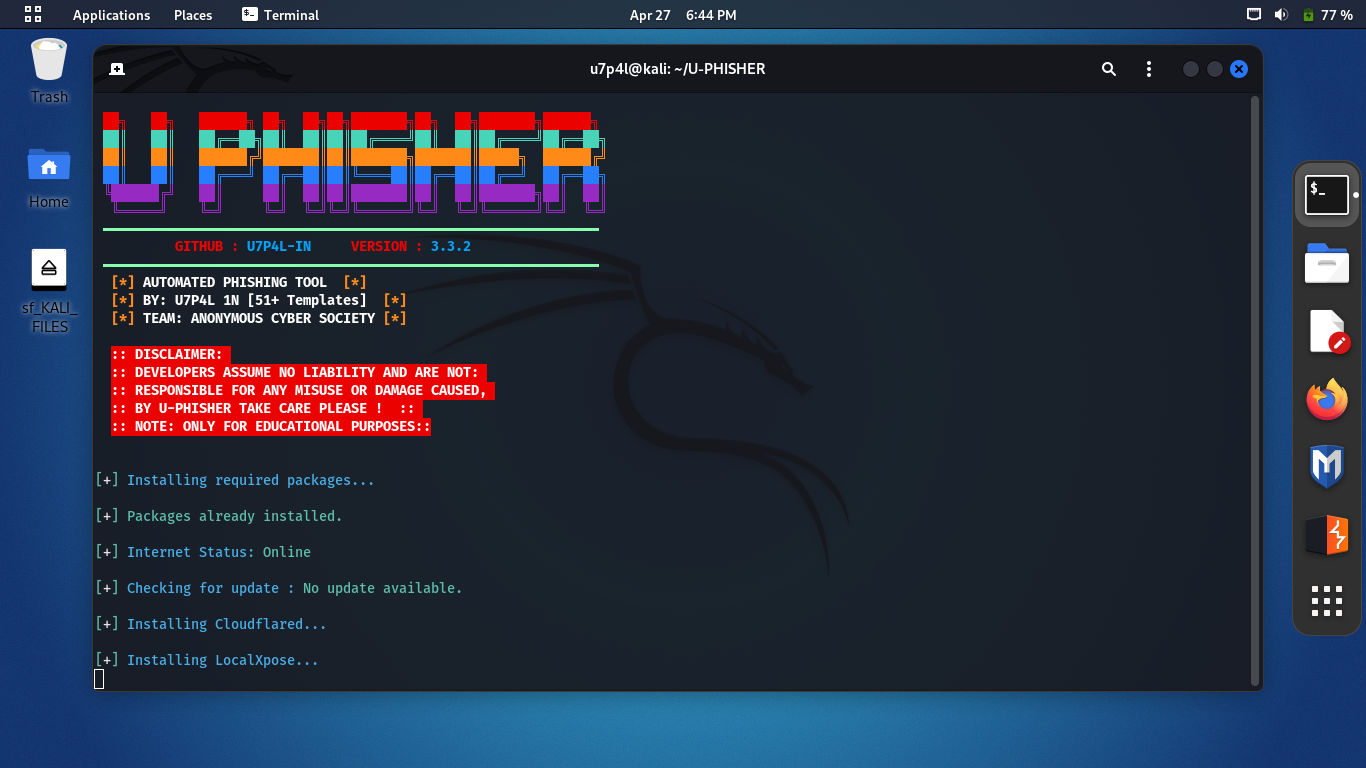 Applications Places Terminal Apr 27 6:44 PM 77 %
Trash
Home
sf_KALI_
FILES
u7p4l@kali: ~/U-PHISHER
U PHISHER
GITHUB : U7P4L-IN VERSION : 3.3.2
[*] AUTOMATED PHISHING TOOL [*]
[*] BY: U7P4L 1N [51+ Templates] [*]
[*] TEAM: ANONYMOUS CYBER SOCIETY [*]
:: DISCLAIMER:
:: DEVELOPERS ASSUME NO LIABILITY AND ARE NOT:
:: RESPONSIBLE FOR ANY MISUSE OR DAMAGE CAUSED,
:: BY U-PHISHER TAKE CARE PLEASE ! ::
:: NOTE: ONLY FOR EDUCATIONAL PURPOSES::
[+] Installing required packages...
[+] Packages already installed.
[+] Internet Status: Online
[+] Checking for update : No update available.
[+] Installing Cloudflared...
[+] Installing LocalXpose...